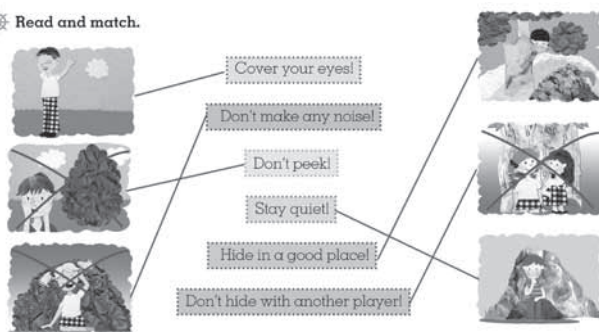 Read and match.
Cover your eyes!
Don't make any noise!
Don't peek!
Stay quiet!
Hide in a good place!
Don't hide with another player!